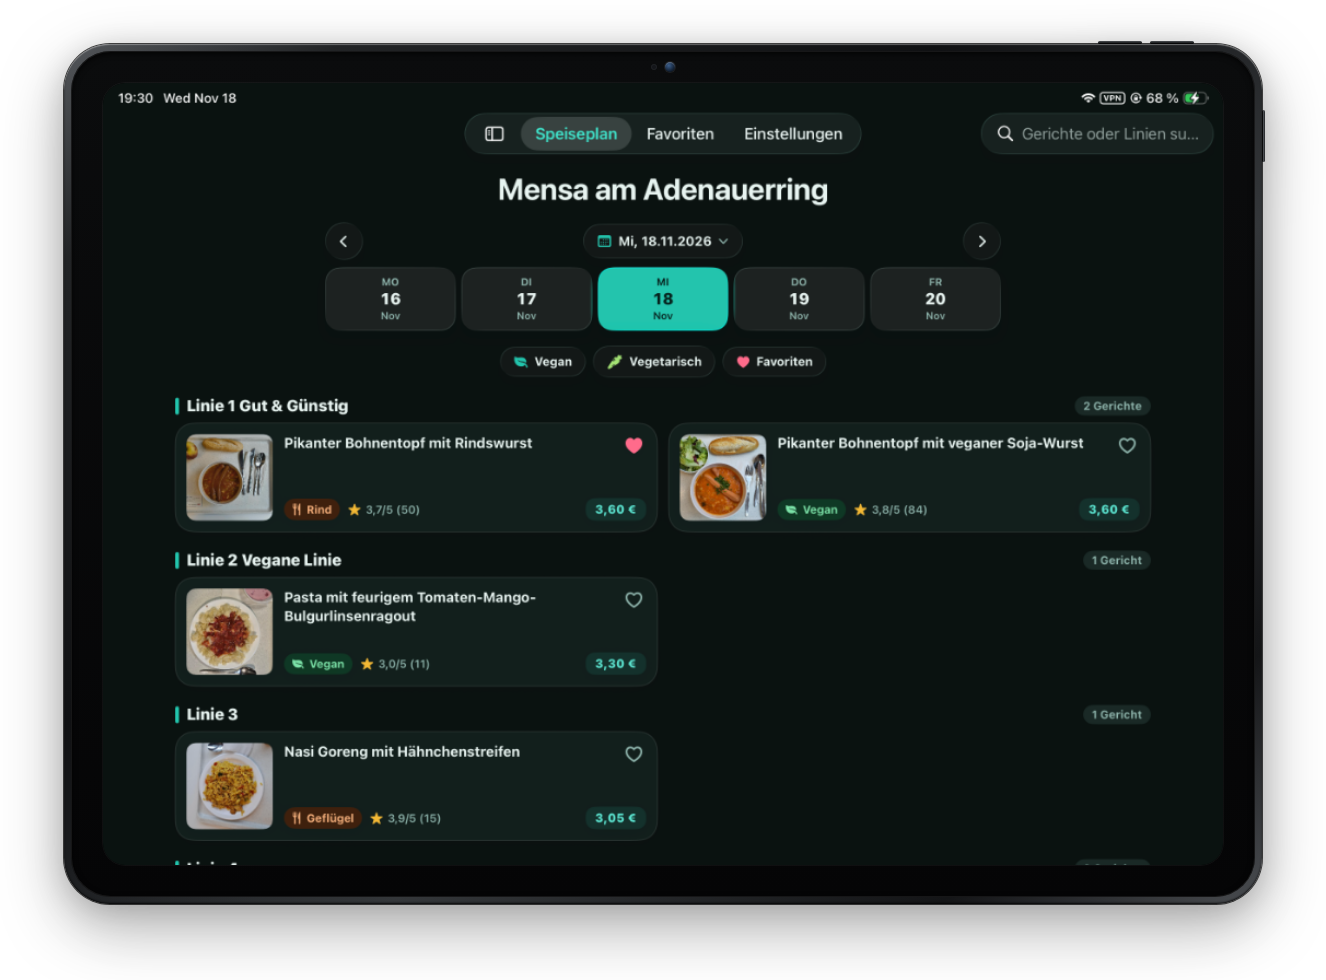 19:30 Wed Nov 18
VPN 68 %
Speiseplan Favoriten Einstellungen
Gerichte oder Linien su...
Mensa am Adenauerring
Mi, 18.11.2026
MO
16
Nov
DI
17
Nov
MI
18
Nov
DO
19
Nov
FR
20
Nov
Vegan Vegetarisch Favoriten
Linie 1 Gut & Günstig
2 Gerichte
Pikanter Bohnentopf mit Rindswurst
Rind 3,7/5 (50) 3,60 €
Pikanter Bohnentopf mit veganer Soja-Wurst
Vegan 3,8/5 (84) 3,60 €
Linie 2 Vegane Linie
1 Gericht
Pasta mit feurigem Tomaten-Mango-
Bulgurlinsenragout
Vegan 3,0/5 (11) 3,30 €
Linie 3
1 Gericht
Nasi Goreng mit Hähnchenstreifen
Geflügel 3,9/5 (15) 3,05 €